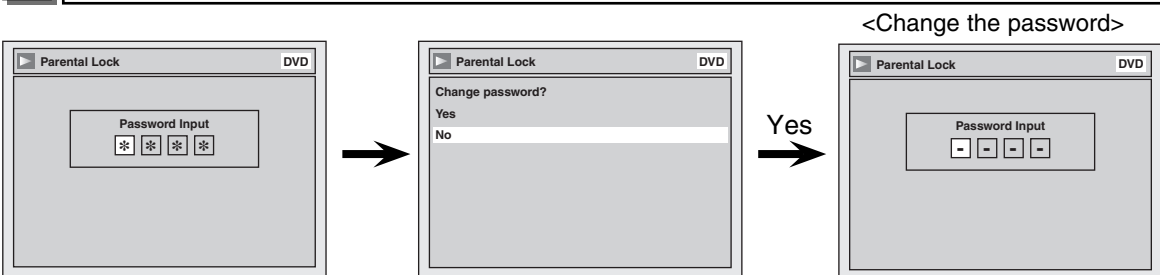 <Change the password>
Parental Lock DVD
Password Input
* * * *
Parental Lock DVD
Change password?
Yes
No
Yes
Parental Lock DVD
Password Input
- - - -